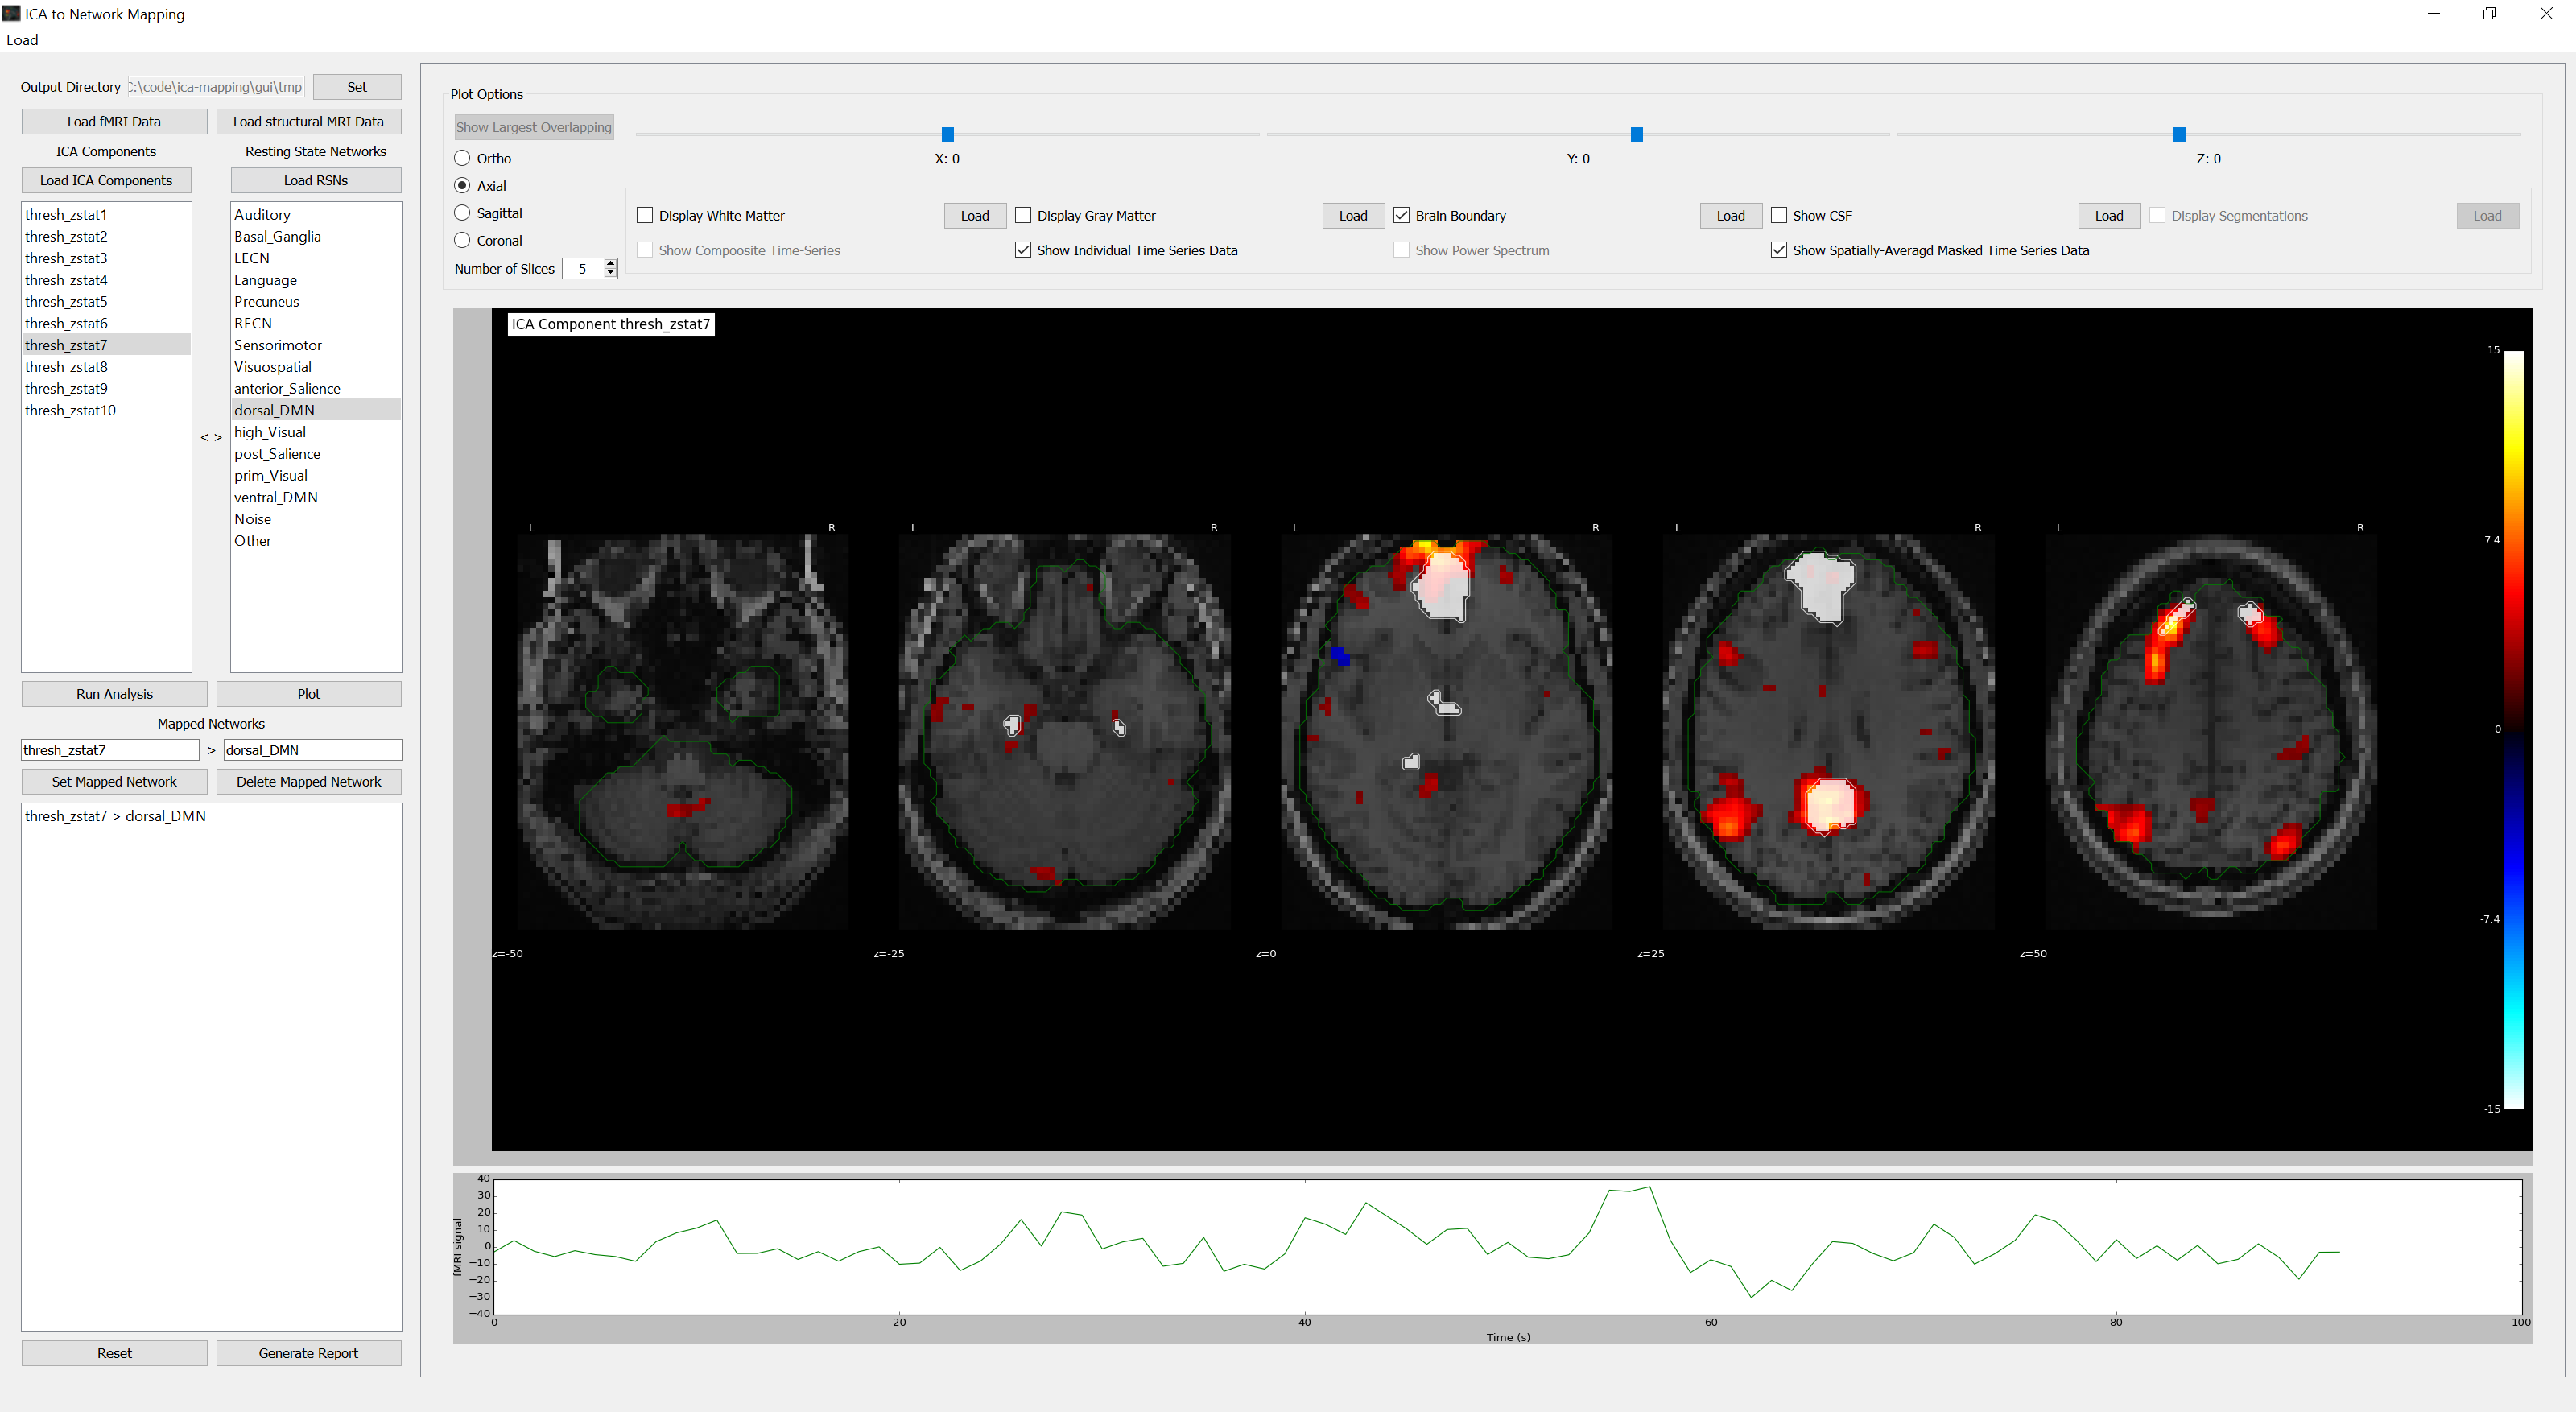 ICA to Network Mapping
Load
Output Directory
C:\code\ica-mapping\gui\tmp
Set
Load fMRI Data
Load structural MRI Data
ICA Components
Resting State Networks
Load ICA Components
Load RSNs
thresh_zstat1
thresh_zstat2
thresh_zstat3
thresh_zstat4
thresh_zstat5
thresh_zstat6
thresh_zstat7
thresh_zstat8
thresh_zstat9
thresh_zstat10
< >
Auditory
Basal_Ganglia
LECN
Language
Precuneus
RECN
Sensorimotor
Visuospatial
anterior_Salience
dorsal_DMN
high_Visual
post_Salience
prim_Visual
ventral_DMN
Noise
Other
Run Analysis
Plot
Mapped Networks
thresh_zstat7 > dorsal_DMN
Set Mapped Network
Delete Mapped Network
thresh_zstat7 > dorsal_DMN
Reset
Generate Report
Plot Options
Show Largest Overlapping
Ortho
Axial
Sagittal
Coronal
Number of Slices 5
X: 0
Y: 0
Z: 0
Display White Matter
Load
Display Gray Matter
Load
Brain Boundary
Load
Show CSF
Load
Display Segmentations
Load
Show Compoosite Time-Series
Show Individual Time Series Data
Show Power Spectrum
Show Spatially-Averagd Masked Time Series Data
ICA Component thresh_zstat7
L R L R L R L R L R
z=-50 z=-25 z=0 z=25 z=50
15
7.4
0
-7.4
-15
fMRI signal
40
30
20
10
0
−10
−20
−30
−40
0 20 40 60 80 100
Time (s)